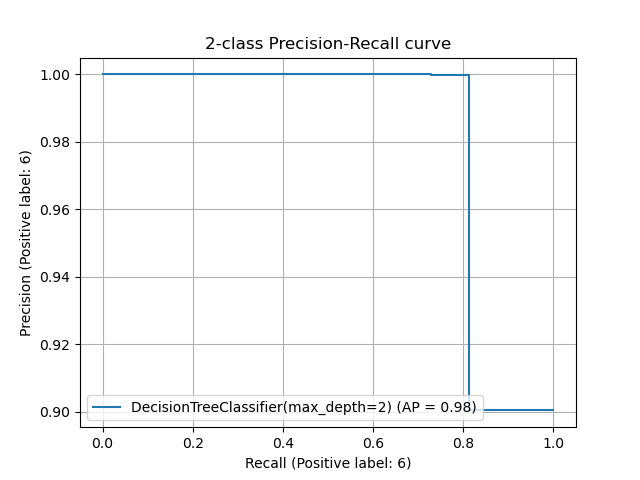 2-class Precision-Recall curve
Precision (Positive label: 6)
1.00
0.98
0.96
0.94
0.92
0.90
DecisionTreeClassifier(max_depth=2) (AP = 0.98)
0.0 0.2 0.4 0.6 0.8 1.0
Recall (Positive label: 6)